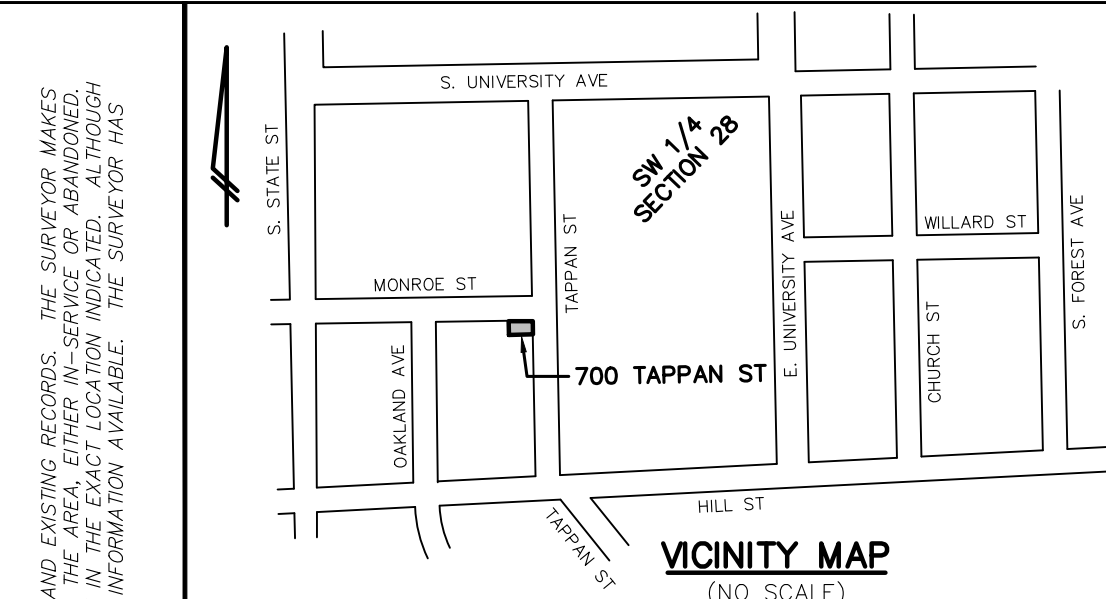 AND EXISTING RECORDS. THE SURVEYOR MAKES
THE AREA, EITHER IN-SERVICE OR ABANDONED.
IN THE EXACT LOCATION INDICATED. ALTHOUGH
INFORMATION AVAILABLE. THE SURVEYOR HAS
S. UNIVERSITY AVE
S. STATE ST
SW 1/4
SECTION 28
TAPPAN ST
E. UNIVERSITY AVE
WILLARD ST
S. FOREST AVE
MONROE ST
CHURCH ST
OAKLAND AVE
700 TAPPAN ST
HILL ST
TAPPAN ST
VICINITY MAP
(NO SCALE)